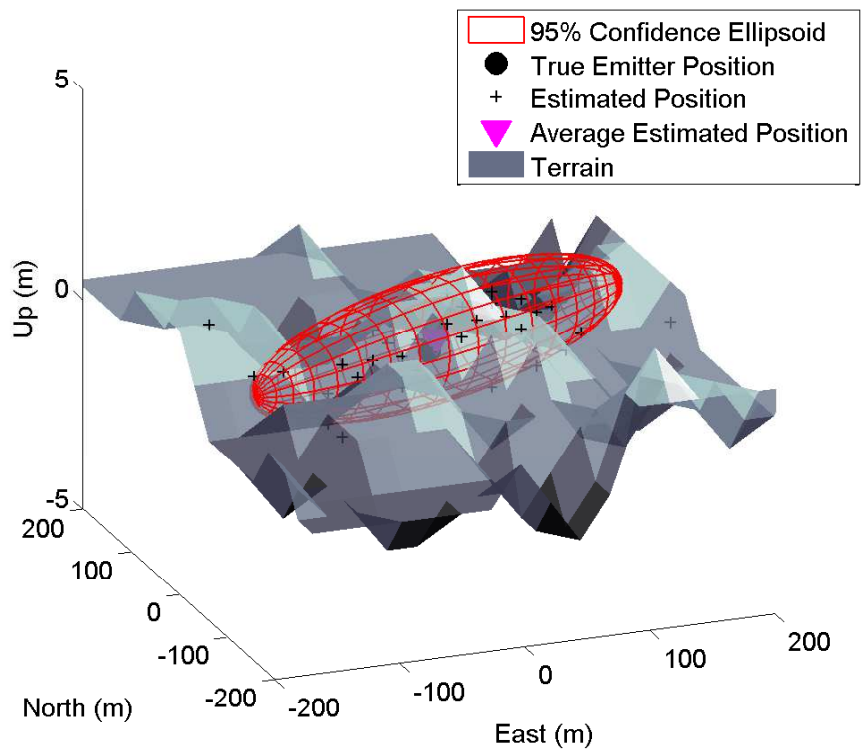 95% Confidence Ellipsoid
True Emitter Position
Estimated Position
Average Estimated Position
Terrain
5
0
-5
Up (m)
200
100
0
-100
-200
North (m)
-200
-100
0
100
200
East (m)